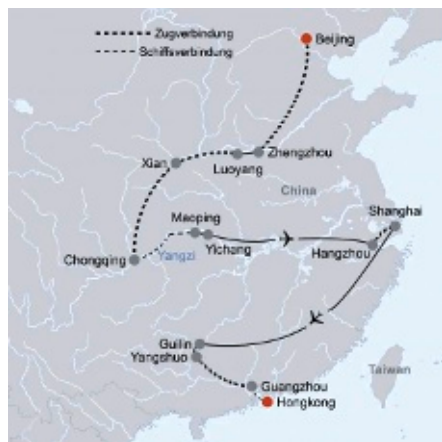 Zugverbindung
Schiffsverbindung
Beijing
Zhengzhou
Luoyang
Xian
China
Shanghai
Maoping
Yichang
Yangzi
Chongqing
Hangzhou
Guilin
Yangshuo
Taiwan
Guangzhou
Hongkong